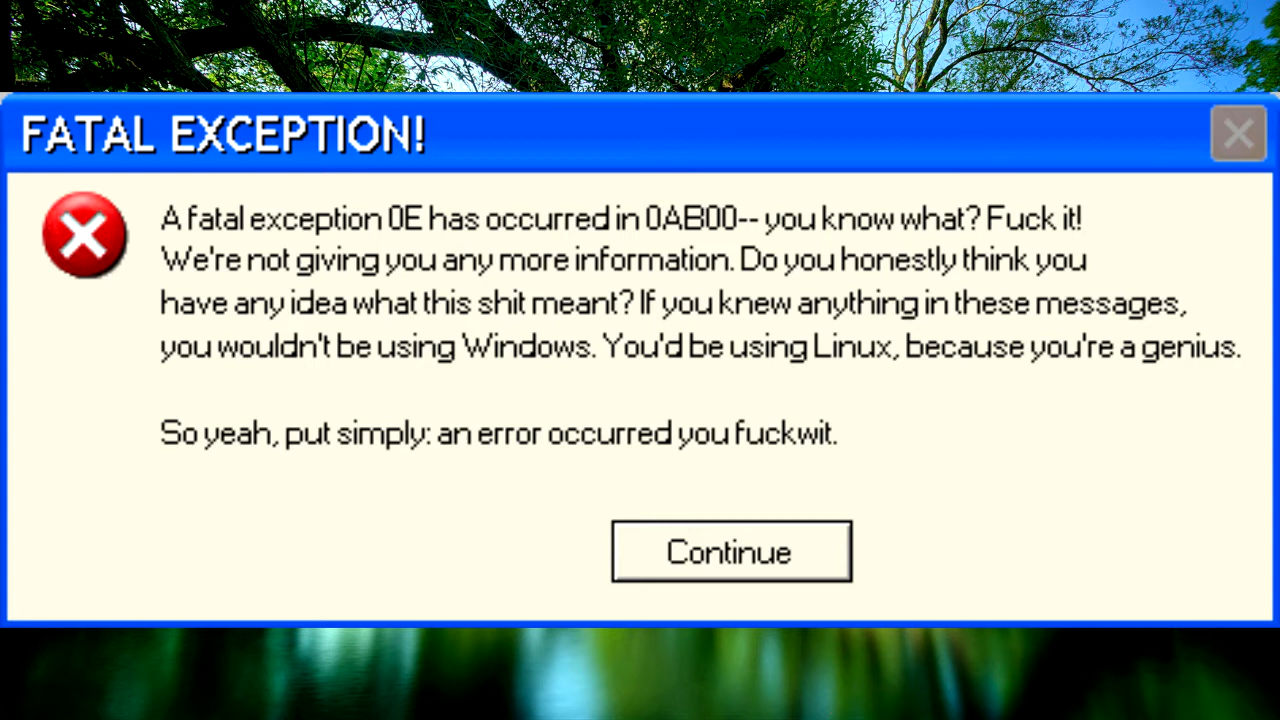 FATAL EXCEPTION!
A fatal exception 0E has occurred in 0AB00-- you know what? Fuck it!
We're not giving you any more information. Do you honestly think you
have any idea what this shit meant? If you knew anything in these messages,
you wouldn't be using Windows. You'd be using Linux, because you're a genius.
So yeah, put simply: an error occurred you fuckwit.
Continue